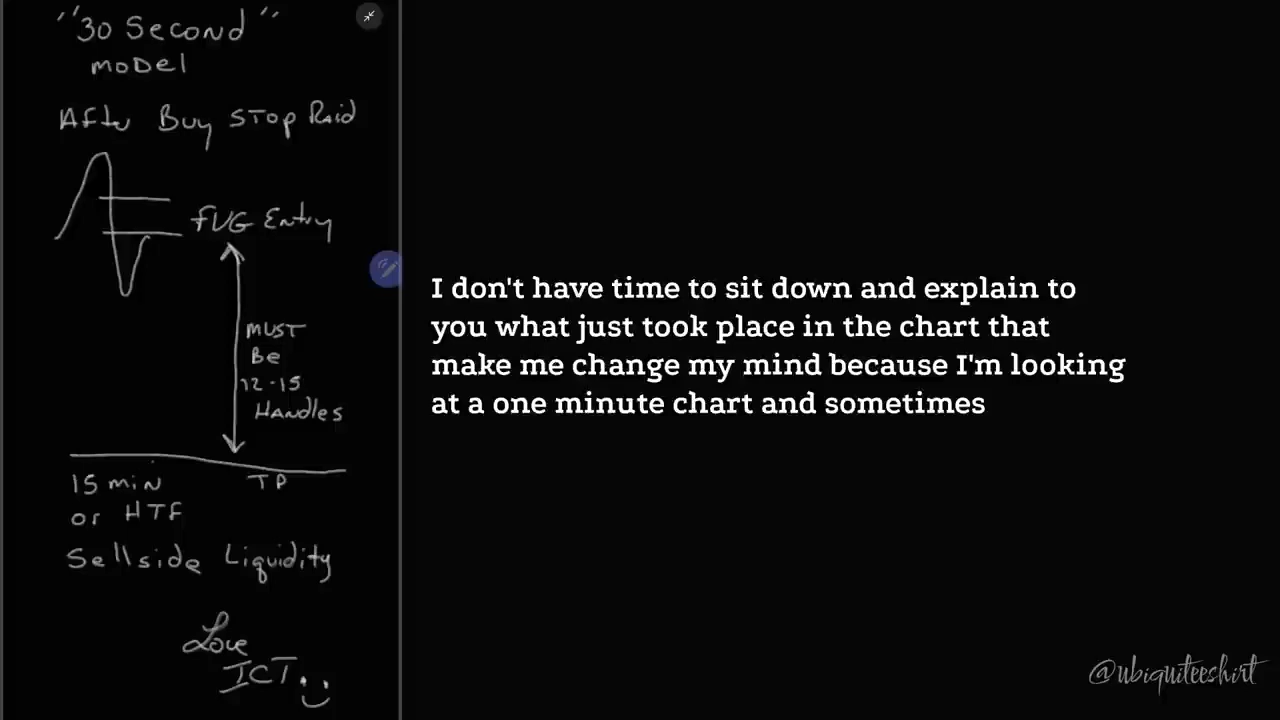 "30 Second"
model
After Buy Stop Raid
FVG Entry
MUST
Be
12-15
HANdles
15 min
TP
or HTF
Sellside Liquidity
Love
ICT
I don't have time to sit down and explain to
you what just took place in the chart that
make me change my mind because I'm looking
at a one minute chart and sometimes
@ubiquiteeshirt